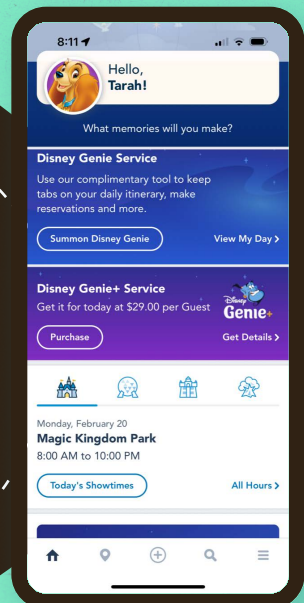 8:11
Hello,
Tarah!
What memories will you make?
Disney Genie Service
Use our complimentary tool to keep
tabs on your daily itinerary, make
reservations and more.
Summon Disney Genie
View My Day
Disney Genie+ Service
Get it for today at $29.00 per Guest
Disney
Genie+
Purchase
Get Details
Monday, February 20
Magic Kingdom Park
8:00 AM to 10:00 PM
Today's Showtimes
All Hours